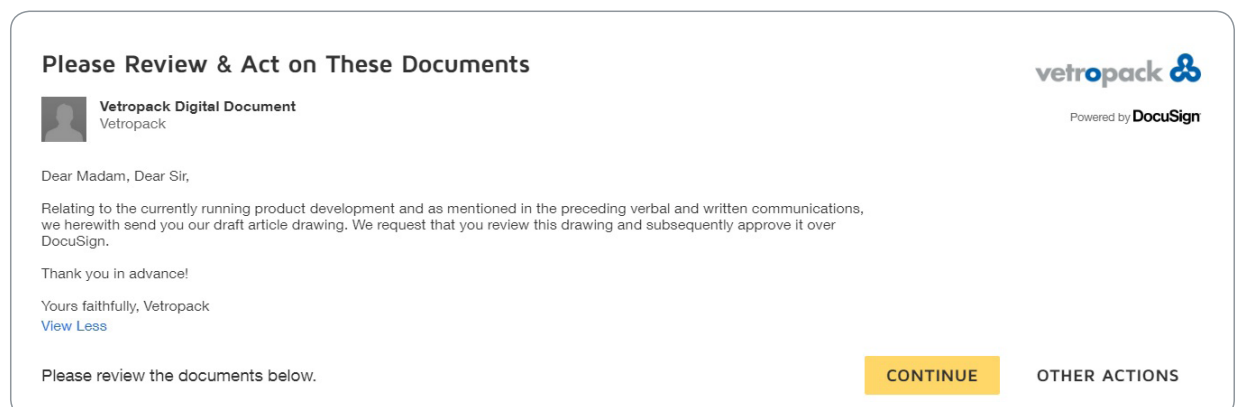 Please Review & Act on These Documents
vetropack
Vetropack Digital Document
Vetropack
Powered by DocuSign
Dear Madam, Dear Sir,
Relating to the currently running product development and as mentioned in the preceding verbal and written communications,
we herewith send you our draft article drawing. We request that you review this drawing and subsequently approve it over
DocuSign.
Thank you in advance!
Yours faithfully, Vetropack
View Less
Please review the documents below.
CONTINUE
OTHER ACTIONS